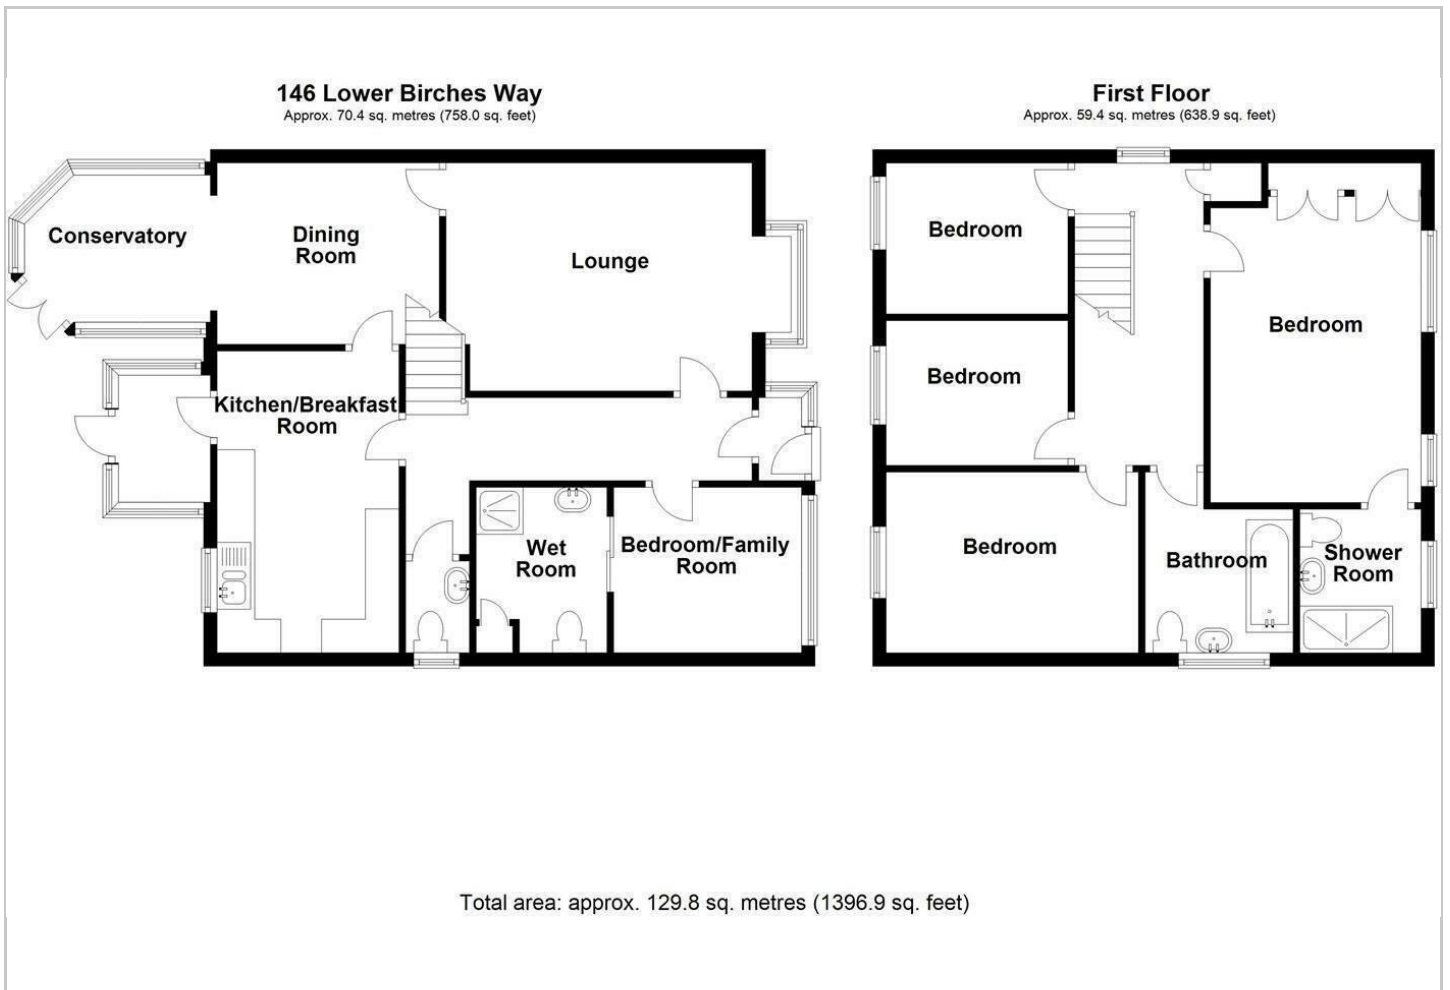 146 Lower Birches Way
Approx. 70.4 sq. metres (758.0 sq. feet)
Conservatory
Dining
Room
Lounge
Kitchen/Breakfast
Room
Wet
Room
Bedroom/Family
Room
First Floor
Approx. 59.4 sq. metres (638.9 sq. feet)
Bedroom
Bedroom
Bedroom
Bedroom
Bathroom
Shower
Room
Total area: approx. 129.8 sq. metres (1396.9 sq. feet)